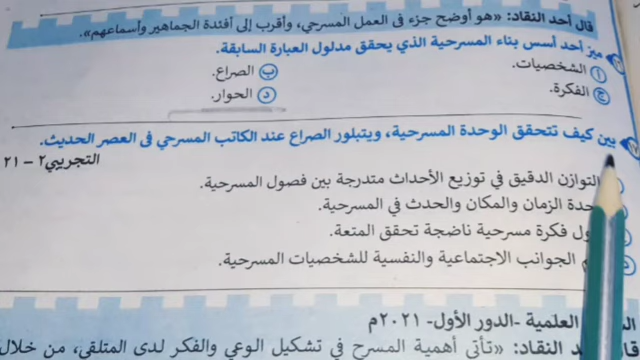 قال أحد النقاد: «هو أوضح جزء في العمل المسرحي، وأقرب إلى أفئدة الجماهير وأسماعهم».
ميز أحد أسس بناء المسرحية الذي يحقق مدلول العبارة السابقة.
أ الشخصيات.
ب الصراع.
ج الفكرة.
د الحوار.
بين كيف تتحقق الوحدة المسرحية، ويتبلور الصراع عند الكاتب المسرحي في العصر الحديث.
التجريبي٢ – ٢١
التوازن الدقيق في توزيع الأحداث متدرجة بين فصول المسرحية.
الزمان والمكان والحدث في المسرحية.
فكرة مسرحية ناضجة تحقق المتعة.
د الجوانب الاجتماعية والنفسية للشخصيات المسرحية.
العلمية -الدور الأول- ٢٠٢١م
النقاد: «تأتي أهمية المسرح في تشكيل الوعي والفكر لدى المتلقي، من خلال